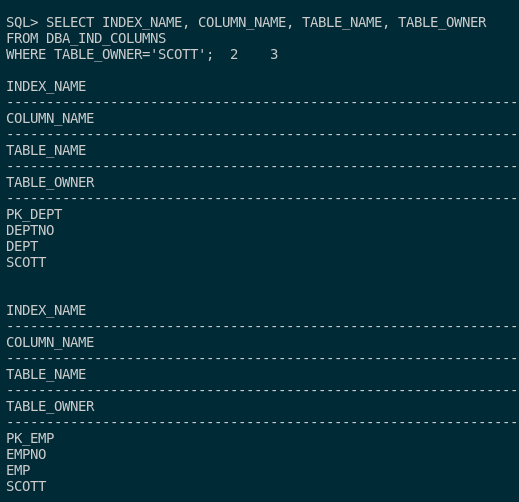 SQL> SELECT INDEX_NAME, COLUMN_NAME, TABLE_NAME, TABLE_OWNER
FROM DBA_IND_COLUMNS
WHERE TABLE_OWNER='SCOTT';  2    3

INDEX_NAME
----------------------------------------------------------------
COLUMN_NAME
----------------------------------------------------------------
TABLE_NAME
----------------------------------------------------------------
TABLE_OWNER
----------------------------------------------------------------
PK_DEPT
DEPTNO
DEPT
SCOTT


INDEX_NAME
----------------------------------------------------------------
COLUMN_NAME
----------------------------------------------------------------
TABLE_NAME
----------------------------------------------------------------
TABLE_OWNER
----------------------------------------------------------------
PK_EMP
EMPNO
EMP
SCOTT